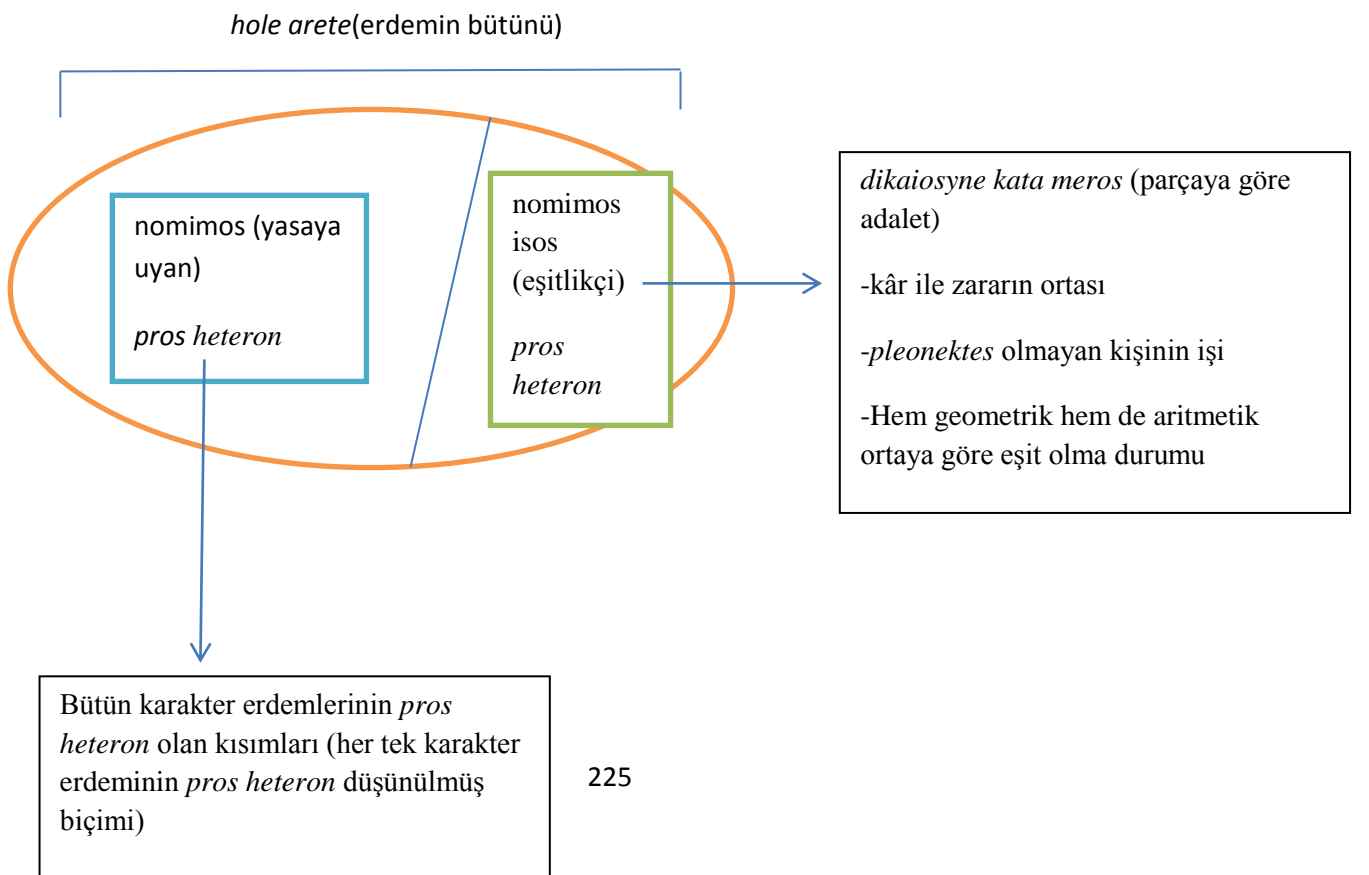 hole arete(erdemin bütünü)
nomimos (yasaya
uyan)
pros heteron
nomimos
isos
(eşitlikçi)
pros
heteron
dikaiosyne kata meros (parçaya göre
adalet)
-kâr ile zararın ortası
-pleonektes olmayan kişinin işi
-Hem geometrik hem de aritmetik
ortaya göre eşit olma durumu
Bütün karakter erdemlerinin pros
heteron olan kısımları (her tek karakter
erdeminin pros heteron düşünülmüş
biçimi)
225